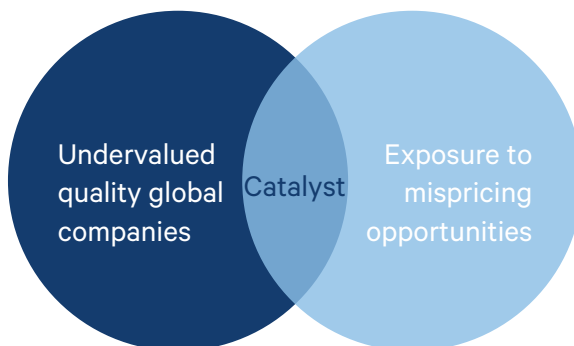 Undervalued
quality global
companies
Catalyst
Exposure to
mispricing
opportunities